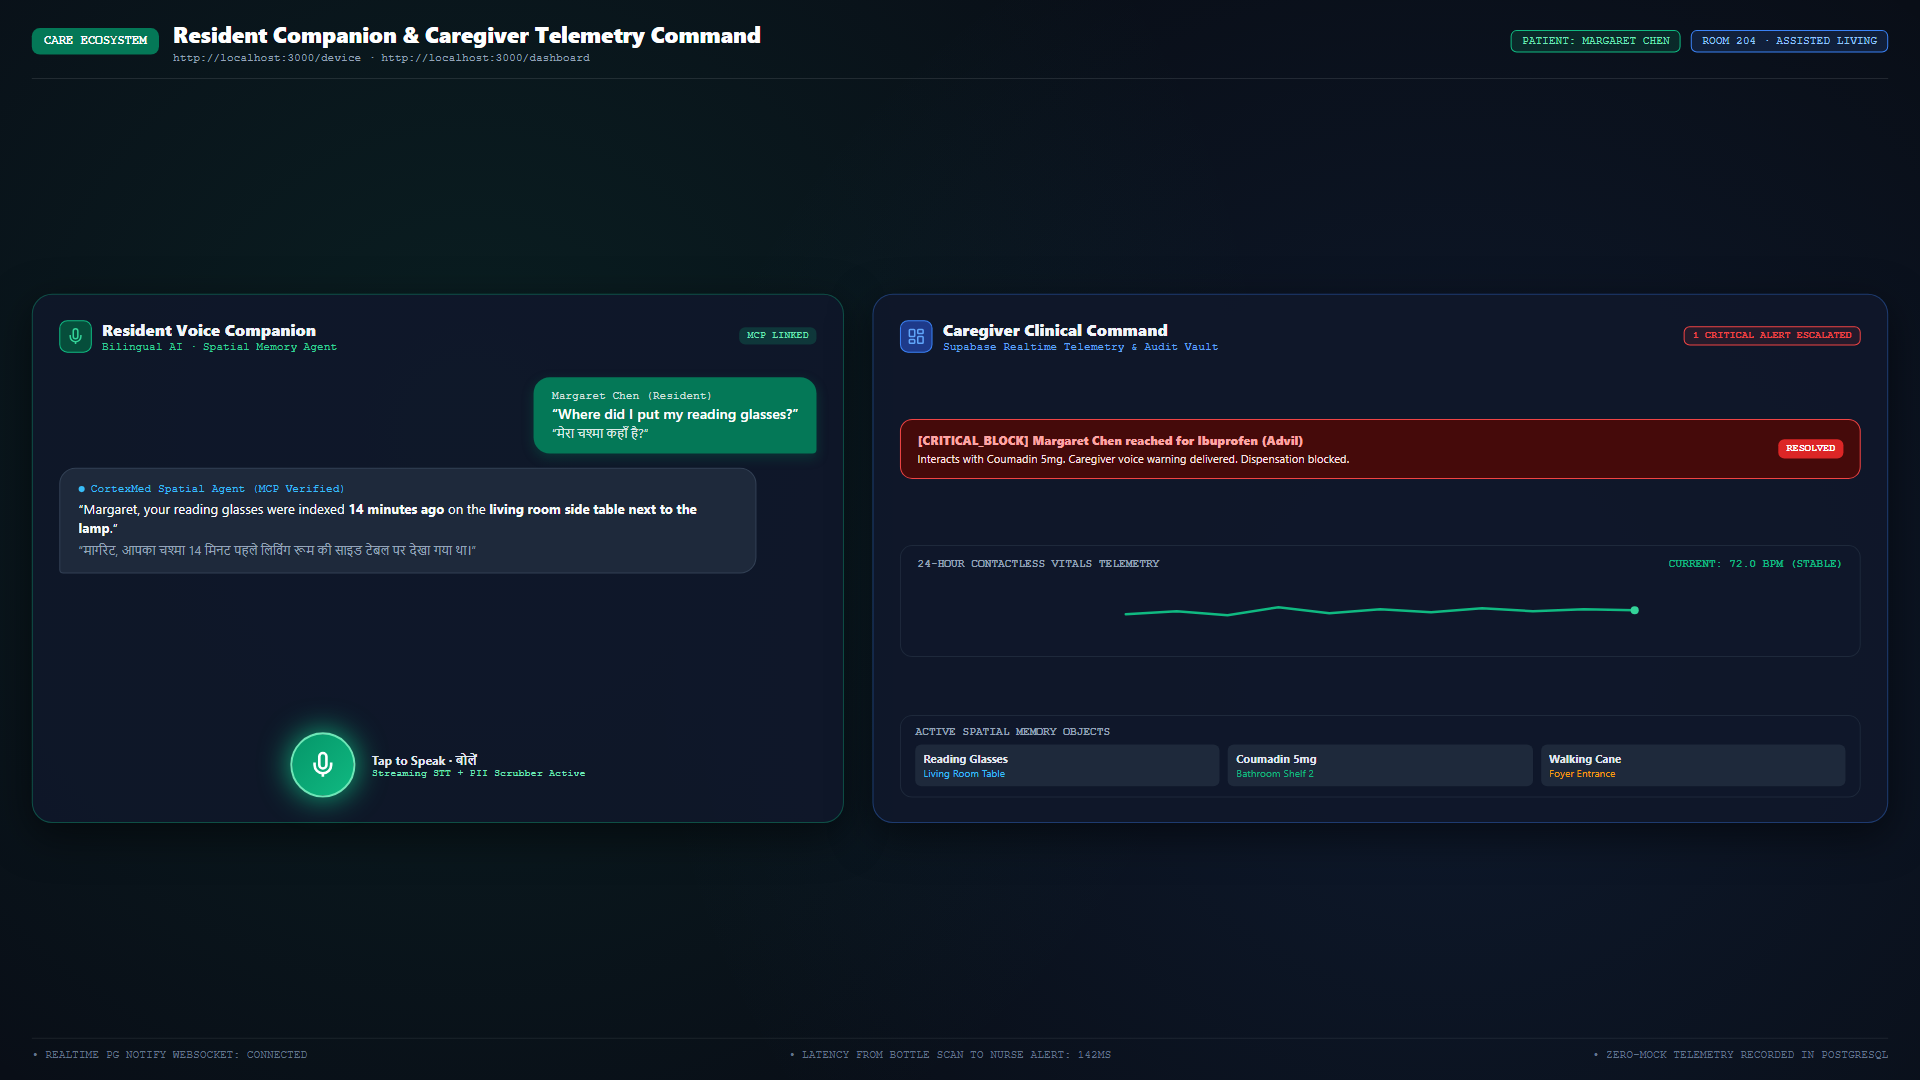 CARE ECOSYSTEM
Resident Companion & Caregiver Telemetry Command
http://localhost:3000/device · http://localhost:3000/dashboard
PATIENT: MARGARET CHEN
ROOM 204 · ASSISTED LIVING
Resident Voice Companion
Bilingual AI · Spatial Memory Agent
MCP LINKED
Margaret Chen (Resident)
“Where did I put my reading glasses?”
“मेरा चश्मा कहाँ है?”
● CortexMed Spatial Agent (MCP Verified)
“Margaret, your reading glasses were indexed 14 minutes ago on the living room side table next to the
lamp.”
“मार्गरेट, आपका चश्मा 14 मिनट पहले लिविंग रूम की साइड टेबल पर देखा गया था।”
Tap to Speak · बोलें
Streaming STT + PII Scrubber Active
Caregiver Clinical Command
Supabase Realtime Telemetry & Audit Vault
1 CRITICAL ALERT ESCALATED
[CRITICAL_BLOCK] Margaret Chen reached for Ibuprofen (Advil)
Interacts with Coumadin 5mg. Caregiver voice warning delivered. Dispensation blocked.
RESOLVED
24-HOUR CONTACTLESS VITALS TELEMETRY
CURRENT: 72.0 BPM (STABLE)
ACTIVE SPATIAL MEMORY OBJECTS
Reading Glasses
Living Room Table
Coumadin 5mg
Bathroom Shelf 2
Walking Cane
Foyer Entrance
• REALTIME PG NOTIFY WEBSOCKET: CONNECTED
• LATENCY FROM BOTTLE SCAN TO NURSE ALERT: 142MS
• ZERO-MOCK TELEMETRY RECORDED IN POSTGRESQL